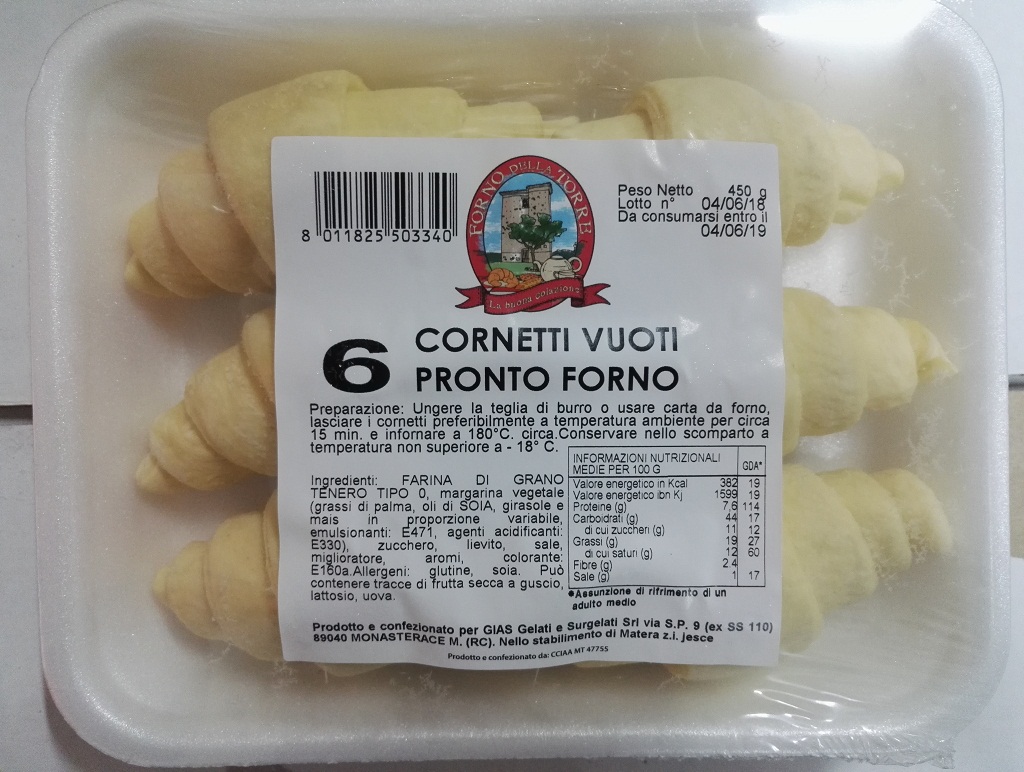 8 011825 503340
FORNO DELLA TORRE
La buona colazione
Peso Netto 450 g
Lotto n° 04/06/18
Da consumarsi entro il
04/06/19
6 CORNETTI VUOTI
PRONTO FORNO
Preparazione: Ungere la teglia di burro o usare carta da forno,
lasciare i cornetti preferibilmente a temperatura ambiente per circa
15 min. e infornare a 180°C. circa.Conservare nello scomparto a
temperatura non superiore a - 18° C.
Ingredienti: FARINA DI GRANO
TENERO TIPO 0, margarina vegetale
(grassi di palma, oli di SOIA, girasole e
mais in proporzione variabile,
emulsionanti: E471, agenti acidificanti:
E330), zucchero, lievito, sale,
miglioratore, aromi, colorante:
E160a.Allergeni: glutine, soia. Può
contenere tracce di frutta secca a guscio,
lattosio, uova.
INFORMAZIONI NUTRIZIONALI
MEDIE PER 100 G GDA*
Valore energetico in Kcal 382 19
Valore energetico ibn Kj 1599 19
Proteine (g) 7,6 114
Carboidrati (g) 44 17
di cui zuccheri (g) 11 12
Grassi (g) 19 27
di cui saturi (g) 12 60
Fibre (g) 2.4
Sale (g) 1 17
*Assunzione di rifrimento di un
adulto medio
Prodotto e confezionato per GIAS Gelati e Surgelati Srl via S.P. 9 (ex SS 110)
89040 MONASTERACE M. (RC). Nello stabilimento di Matera z.i. jesce
Prodotto e confezionato da: CCIAA MT 47755